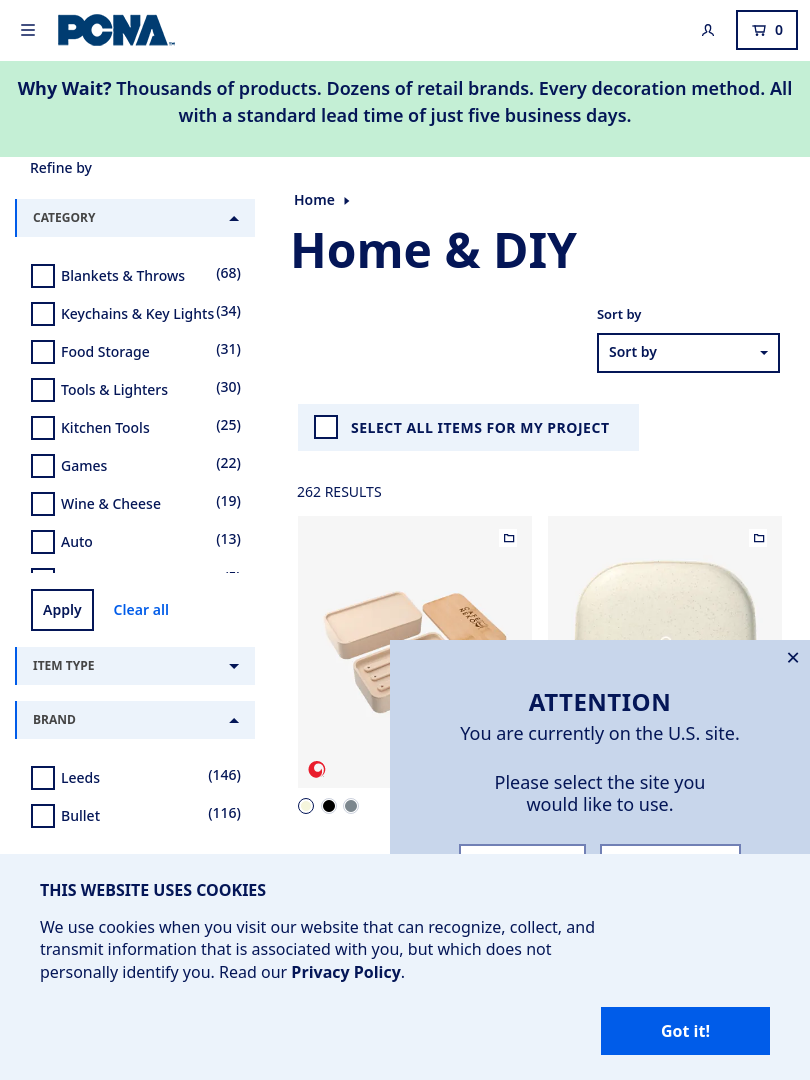 PCNA
0
Why Wait? Thousands of products. Dozens of retail brands. Every decoration method. All
with a standard lead time of just five business days.
Refine by
CATEGORY
Blankets & Throws (68)
Keychains & Key Lights (34)
Food Storage (31)
Tools & Lighters (30)
Kitchen Tools (25)
Games (22)
Wine & Cheese (19)
Auto (13)
Apply
Clear all
ITEM TYPE
BRAND
Leeds (146)
Bullet (116)
Home
Home & DIY
Sort by
Sort by
SELECT ALL ITEMS FOR MY PROJECT
262 RESULTS
ATTENTION
You are currently on the U.S. site.
Please select the site you
would like to use.
THIS WEBSITE USES COOKIES
We use cookies when you visit our website that can recognize, collect, and
transmit information that is associated with you, but which does not
personally identify you. Read our Privacy Policy.
Got it!